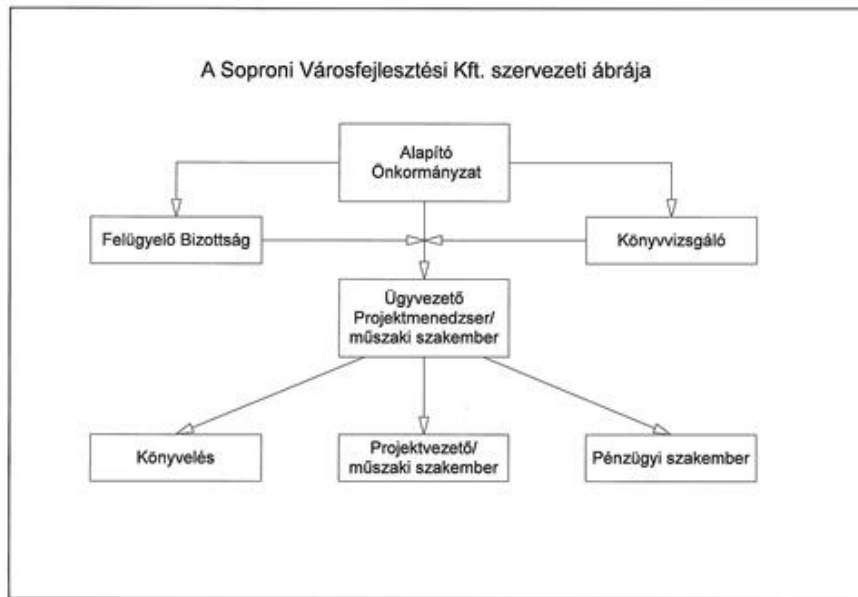 A Soproni Városfejlesztési Kft. szervezeti ábrája
Alapító
Önkormányzat
Felügyelő Bizottság
Könyvvizsgáló
Ügyvezető
Projektmenedzser/
műszaki szakember
Könyvelés
Projektvezető/
műszaki szakember
Pénzügyi szakember